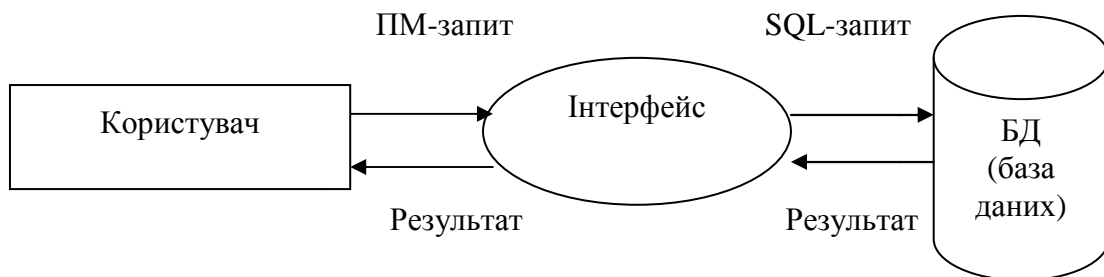 ПМ-запит
SQL-запит
Користувач
Інтерфейс
БД
(база
даних)
Результат
Результат